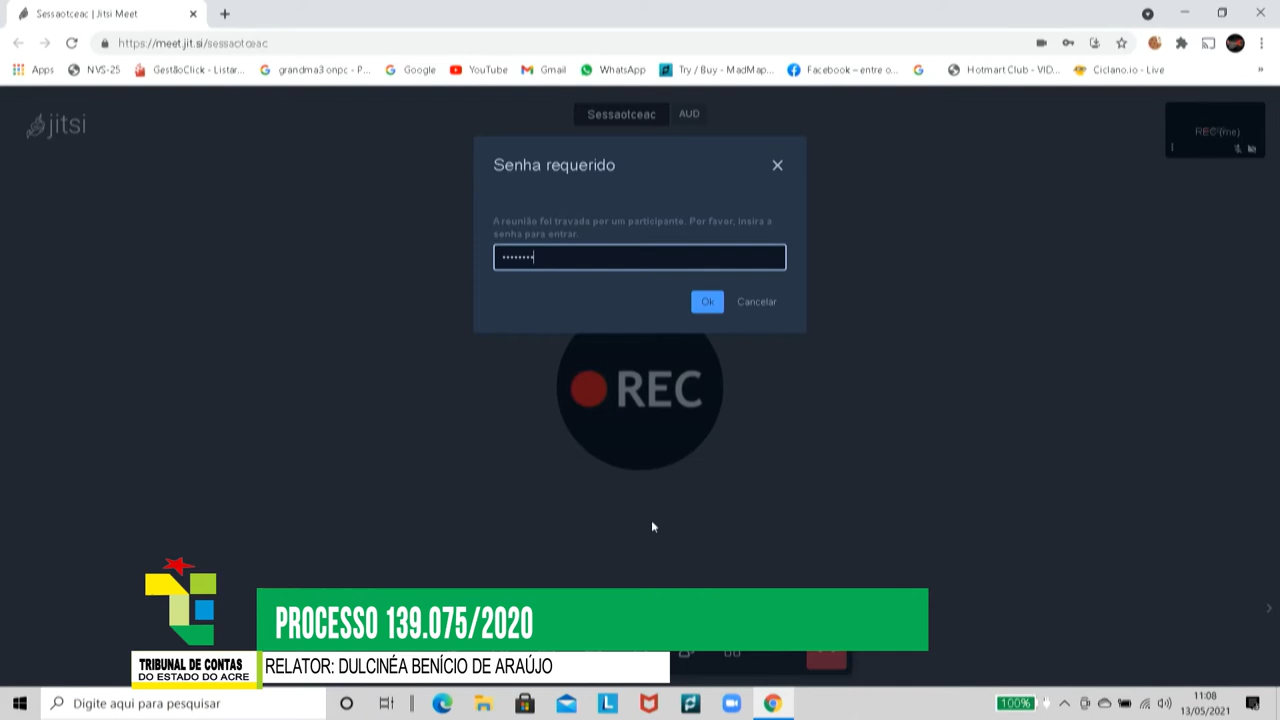 Sessaotceac | Jitsi Meet
https://meet.jit.si/sessaotceac
Apps
NVS-25
GestãoClick - Listar...
grandma3 onpc - P...
Google
YouTube
Gmail
WhatsApp
Try / Buy - MadMap...
Facebook – entre o...
Hotmart Club - VID...
Ciclano.io - Live
»
jitsi
Sessaotceac
AUD
REC (me)
Senha requerido
A reunião foi travada por um participante. Por favor, insira a
senha para entrar.
Ok
Cancelar
REC
PROCESSO 139.075/2020
TRIBUNAL DE CONTAS
DO ESTADO DO ACRE
RELATOR: DULCINÉA BENÍCIO DE ARAÚJO
Digite aqui para pesquisar
100%
11:08
13/05/2021